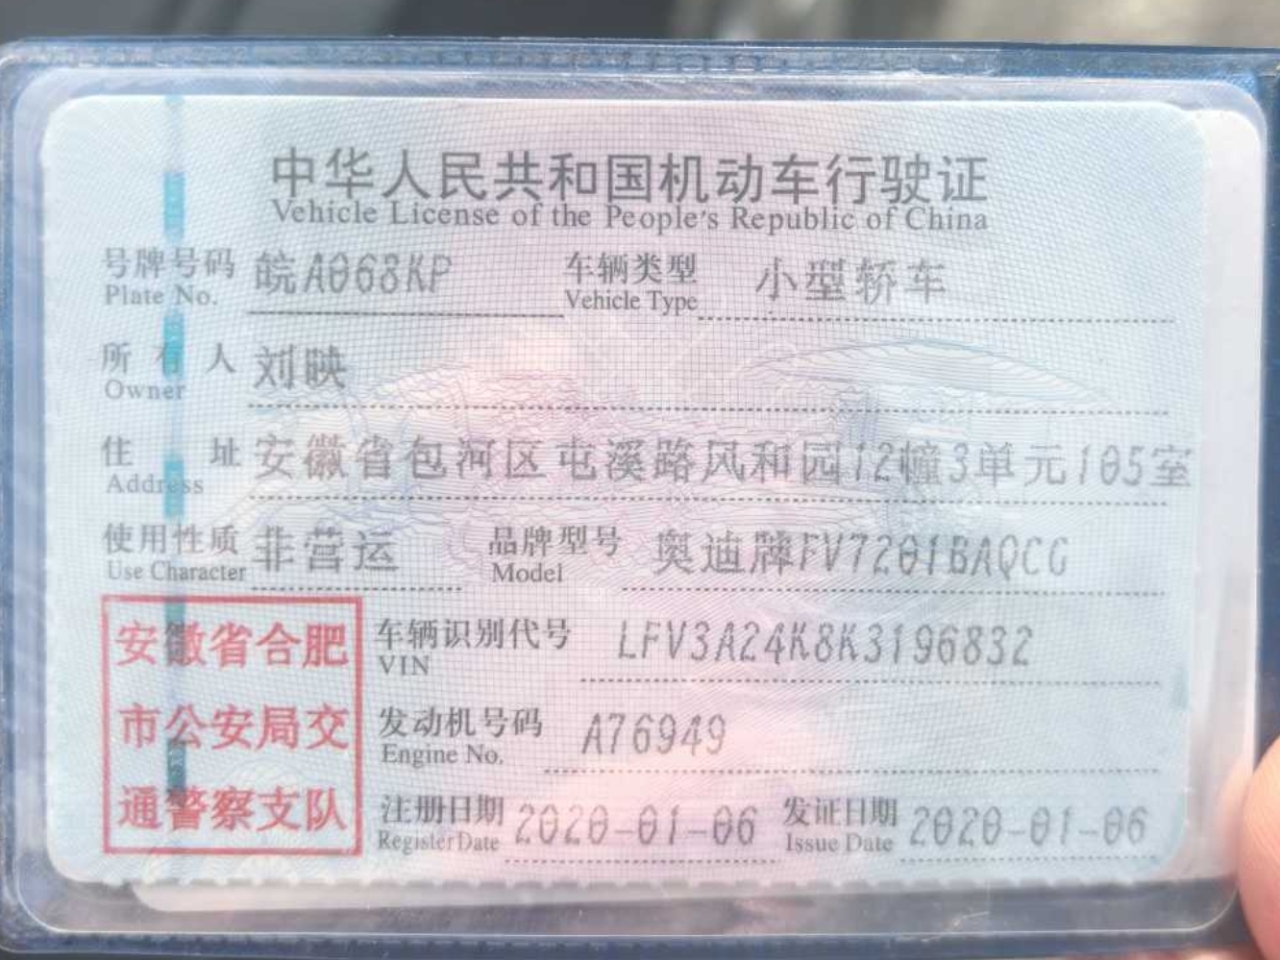 中华人民共和国机动车行驶证
Vehicle License of the People's Republic of China
号牌号码 皖A068KP 车辆类型 小型轿车
Plate No. Vehicle Type
所有人 刘映
Owner
住址 安徽省包河区屯溪路风和园12幢3单元105室
Address
使用性质 非营运 品牌型号 奥迪牌FV7201BAQCG
Use Character Model
安徽省合肥
市公安局交
通警察支队
车辆识别代号 LFV3A24K8K3196832
VIN
发动机号码 A76949
Engine No.
注册日期 2020-01-06 发证日期 2020-01-06
Register Date Issue Date